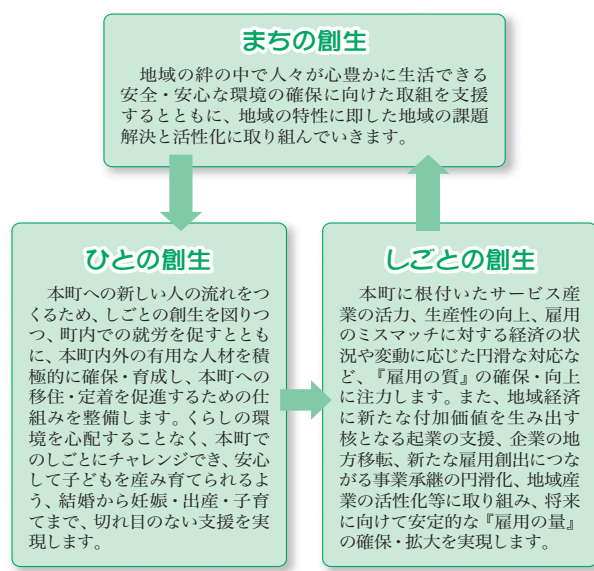 まちの創生
地域の絆の中で人々が心豊かに生活できる
安全・安心な環境の確保に向けた取組を支援
するとともに、地域の特性に即した地域の課題
解決と活性化に取り組んでいきます。
ひとの創生
本町への新しい人の流れをつ
くるため、しごとの創生を図りつ
つ、町内での就労を促すととも
に、本町内外の有用な人材を積
極的に確保・育成し、本町への
移住・定着を促進するための仕
組みを整備します。くらしの環
境を心配することなく、本町で
のしごとにチャレンジでき、安心
して子どもを産み育てられるよ
う、結婚から妊娠・出産・子育
てまで、切れ目のない支援を実
現します。
しごとの創生
本町に根付いたサービス産
業の活力、生産性の向上、雇用
のミスマッチに対する経済の状
況や変動に応じた円滑な対応な
ど、『雇用の質』の確保・向上
に注力します。また、地域経済
に新たな付加価値を生み出す
核となる起業の支援、企業の地
方移転、新たな雇用創出につな
がる事業承継の円滑化、地域産
業の活性化等に取り組み、将来
に向けて安定的な『雇用の量』
の確保・拡大を実現します。